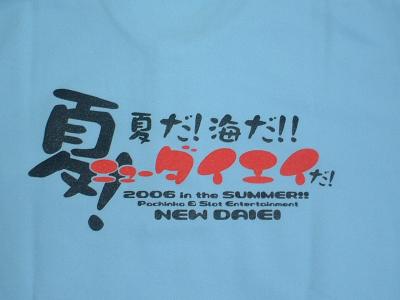 夏!
夏だ!海だ!!
ニューダイエイだ!
2006 in the SUMMER!!
Pachinko & Slot Entertainment
NEW DAIEI